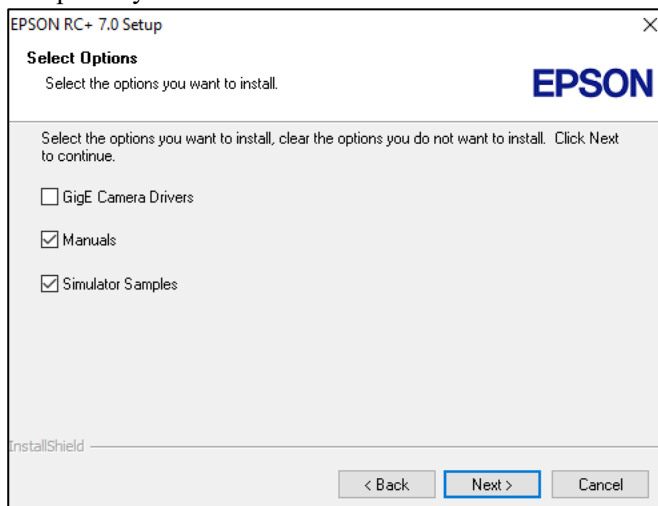 EPSON RC+ 7.0 Setup
Select Options
Select the options you want to install.
EPSON
Select the options you want to install, clear the options you do not want to install. Click Next
to continue.
GigE Camera Drivers
Manuals
Simulator Samples
InstallShield
< Back
Next >
Cancel